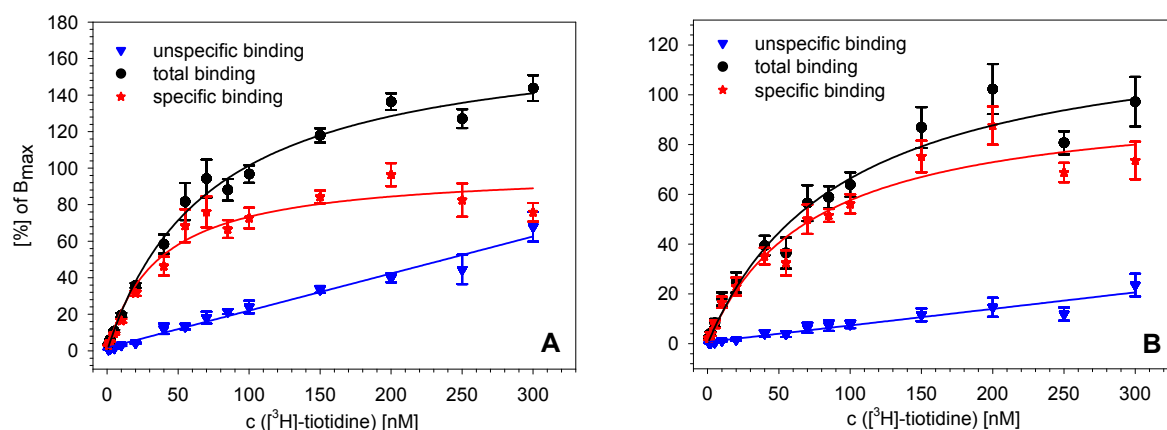 180
160
140
120
100
80
60
40
20
0
[%] of Bmax
unspecific binding
total binding
specific binding
A
0 50 100 150 200 250 300
c ([³H]-tiotidine) [nM]
120
100
80
60
40
20
0
unspecific binding
total binding
specific binding
B
0 50 100 150 200 250 300
c ([³H]-tiotidine) [nM]